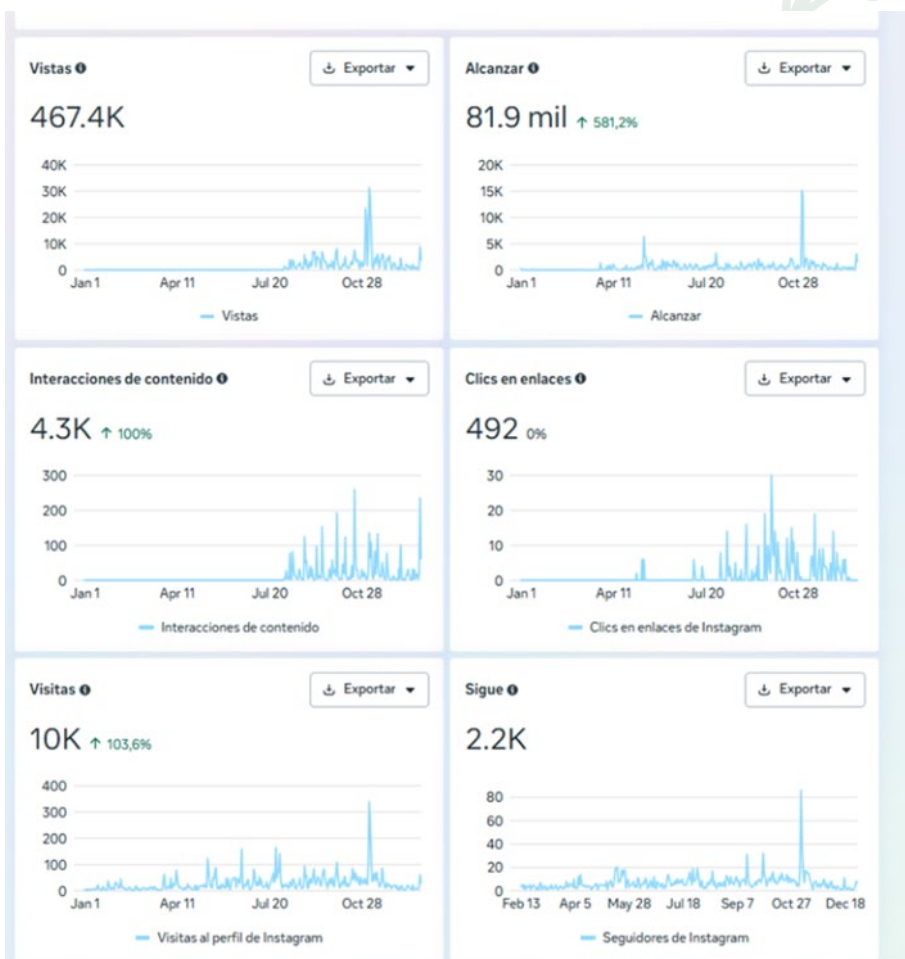 Vistas
Exportar
467.4K
40K
30K
20K
10K
0
Jan 1 Apr 11 Jul 20 Oct 28
Vistas
Alcanzar
Exportar
81.9 mil ↑ 581,2%
20K
15K
10K
5K
0
Jan 1 Apr 11 Jul 20 Oct 28
Alcanzar
Interacciones de contenido
Exportar
4.3K ↑ 100%
300
200
100
0
Jan 1 Apr 11 Jul 20 Oct 28
Interacciones de contenido
Clics en enlaces
Exportar
492 0%
30
20
10
0
Jan 1 Apr 11 Jul 20 Oct 28
Clics en enlaces de Instagram
Visitas
Exportar
10K ↑ 103,6%
400
300
200
100
0
Jan 1 Apr 11 Jul 20 Oct 28
Visitas al perfil de Instagram
Sigue
Exportar
2.2K
80
60
40
20
0
Feb 13 Apr 5 May 28 Jul 18 Sep 7 Oct 27 Dec 18
Seguidores de Instagram